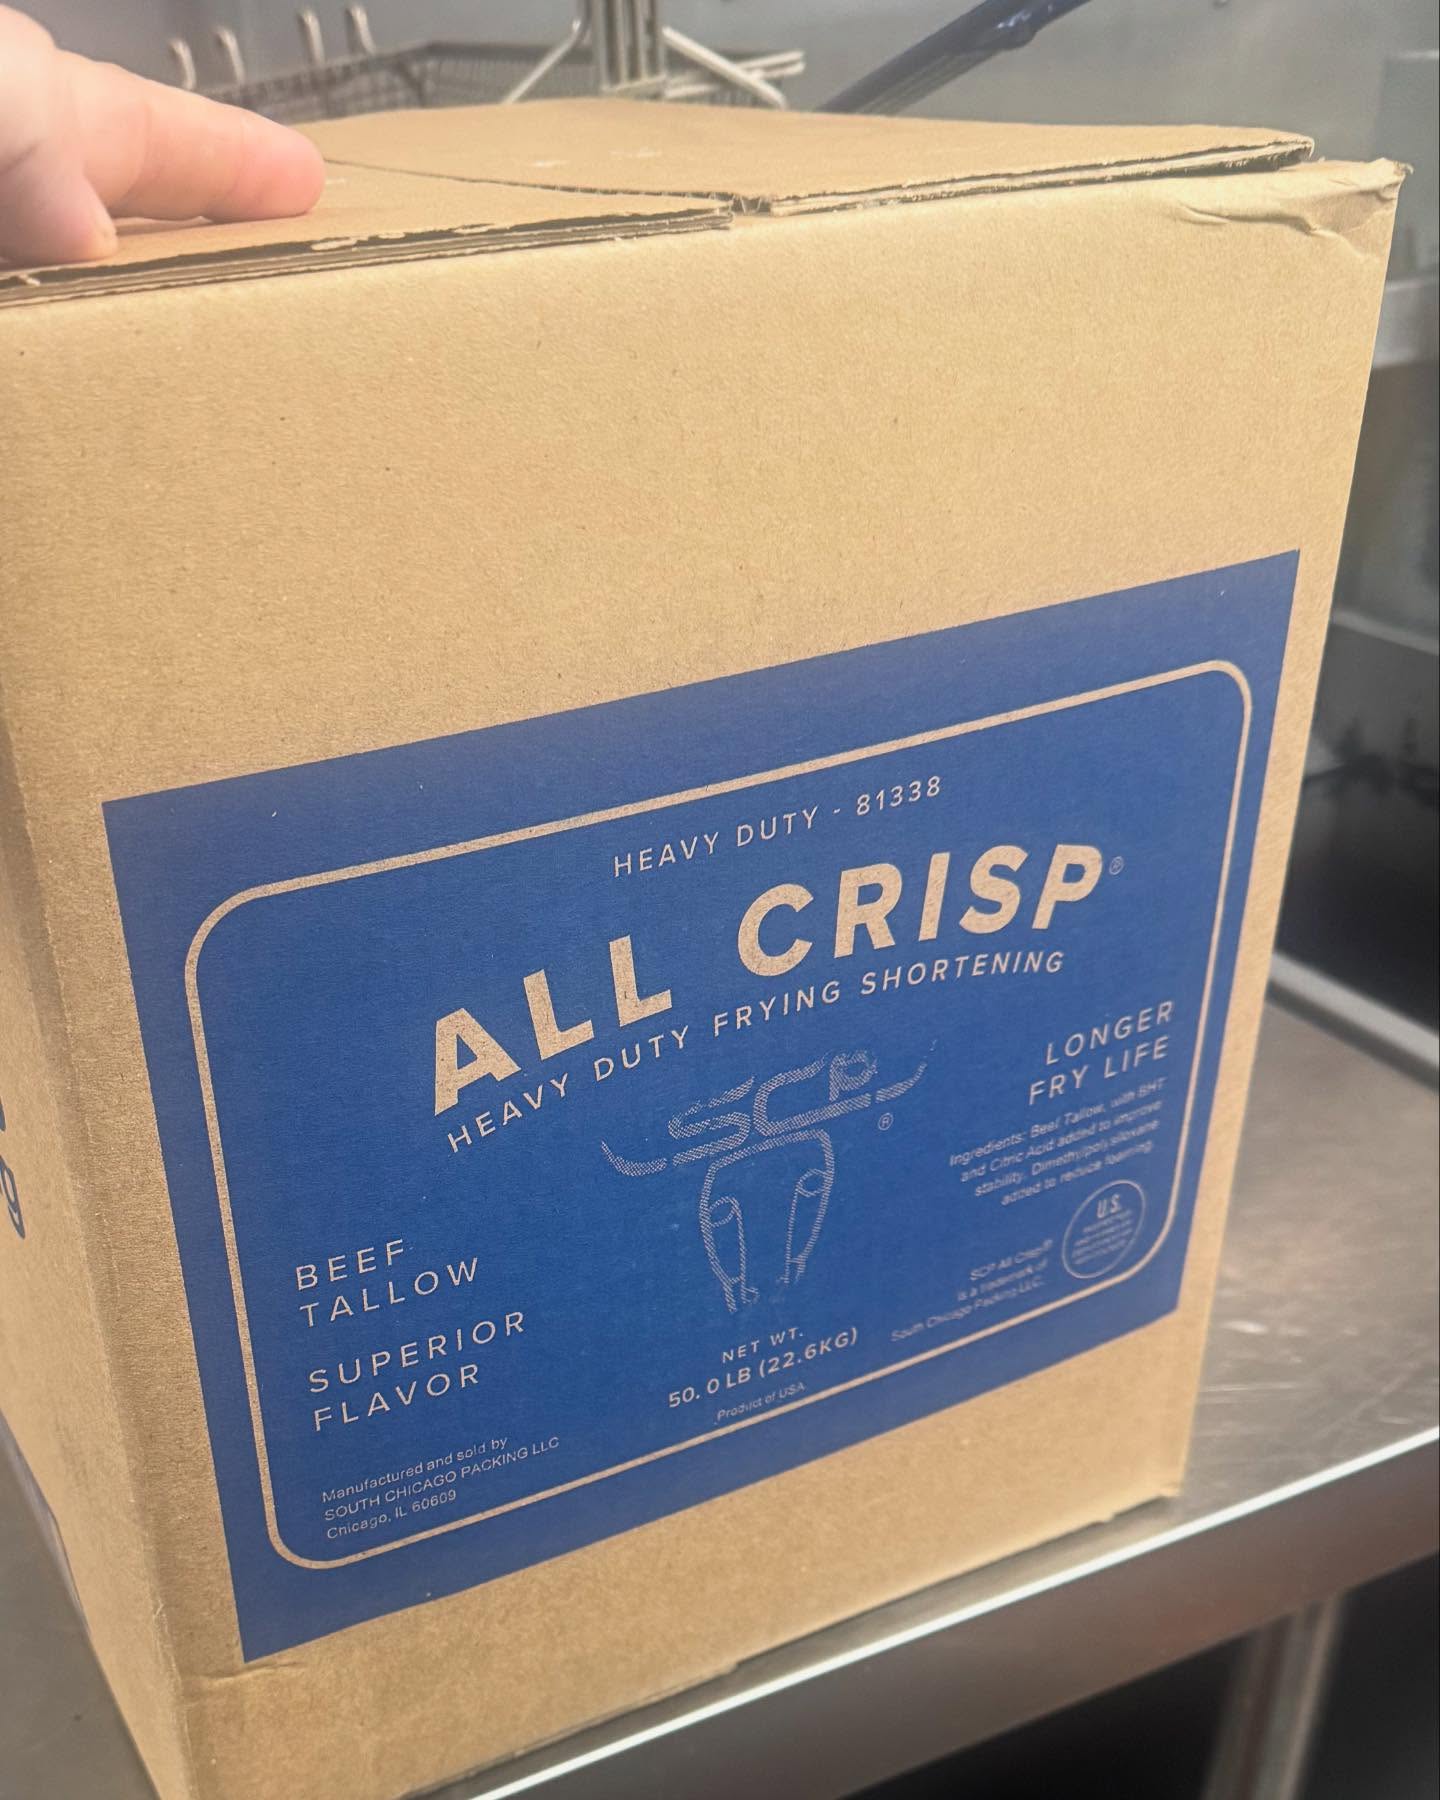 HEAVY DUTY - 81338
ALL CRISP®
HEAVY DUTY FRYING SHORTENING
SCP
®
LONGER
FRY LIFE
Ingredients: Beef Tallow, with BHT
and Citric Acid added to improve
stability. Dimethylpolysiloxane
added to reduce foaming.
U.S.
SCP All Crisp®
is a trademark of
South Chicago Packing LLC.
BEEF
TALLOW
SUPERIOR
FLAVOR
NET WT.
50. 0 LB (22.6KG)
Product of USA
Manufactured and sold by
SOUTH CHICAGO PACKING LLC
Chicago, IL 60609
g